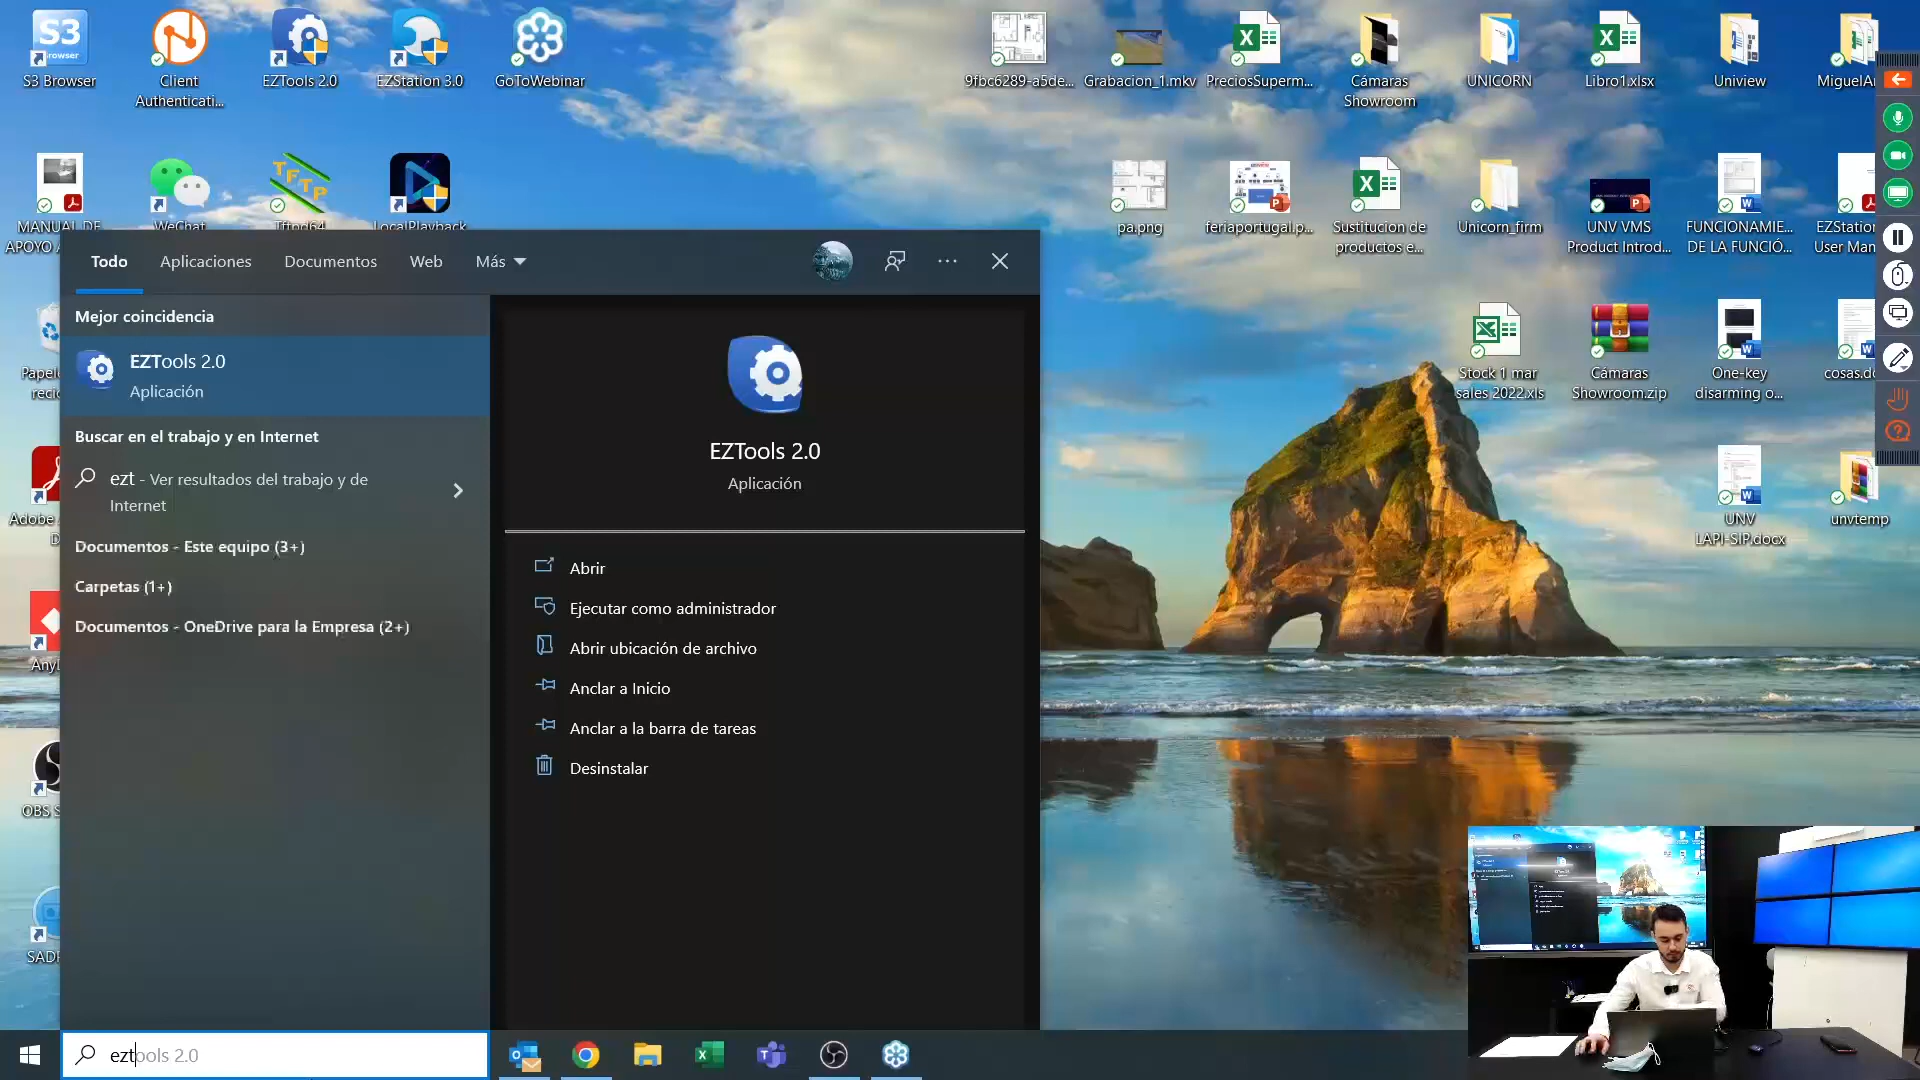 S3 Browser
Client
Authenticati...
EZTools 2.0
EZStation 3.0
GoToWebinar
9fbc6289-a5de...
Grabacion_1.mkv
PreciosSuperm...
Cámaras
Showroom
UNICORN
Libro1.xlsx
Uniview
MiguelAr
MANUAL DE
APOYO A
WeChat
Tftpd64
LocalPlayback
pa.png
feriaportugal.p...
Sustitucion de
productos e...
Unicorn_firm
UNV VMS
Product Introd...
FUNCIONAMIE...
DE LA FUNCIÓ...
EZStation
User Man
Todo
Aplicaciones
Documentos
Web
Más
Mejor coincidencia
EZTools 2.0
Aplicación
Buscar en el trabajo y en Internet
ezt - Ver resultados del trabajo y de
Internet
Documentos - Este equipo (3+)
Carpetas (1+)
Documentos - OneDrive para la Empresa (2+)
EZTools 2.0
Aplicación
Abrir
Ejecutar como administrador
Abrir ubicación de archivo
Anclar a Inicio
Anclar a la barra de tareas
Desinstalar
Papel
reci
Adobe
D
AnyD
OBS S
SADP
Stock 1 mar
sales 2022.xls
Cámaras
Showroom.zip
One-key
disarming o...
cosas.do
UNV
LAPI-SIP.docx
unvtemp
eztools 2.0